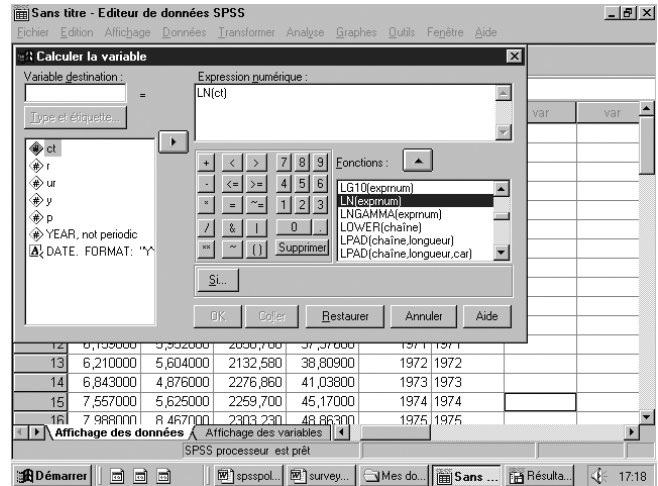 Sans titre - Editeur de données SPSS
Fichier Edition Affichage Données Transformer Analyse Graphes Outils Fenêtre Aide
Calculer la variable
Variable destination :
=
Type et étiquette...
Expression numérique :
LN(ct)
ct
r
ur
y
p
YEAR, not periodic
DATE. FORMAT: "Y
+ < > 7 8 9
- <= >= 4 5 6
* = ~= 1 2 3
/ & | 0 .
** ~ () Supprimer
Fonctions :
LG10(exprnum)
LN(exprnum)
LNGAMMA(exprnum)
LOWER(chaîne)
LPAD(chaîne,longueur)
LPAD(chaîne,longueur,car)
Si...
OK Coller Restaurer Annuler Aide
var var
12 6,159000 1971 1971
13 6,210000 5,604000 2132,580 38,80900 1972 1972
14 6,843000 4,876000 2276,860 41,03800 1973 1973
15 7,557000 5,625000 2259,700 45,17000 1974 1974
16 7,988000 8,467000 2303,230 48,86300 1975 1975
Affichage des données Affichage des variables
SPSS processeur est prêt
Démarrer spsspol... survey... Mes do... Sans ... Résulta... 17:18